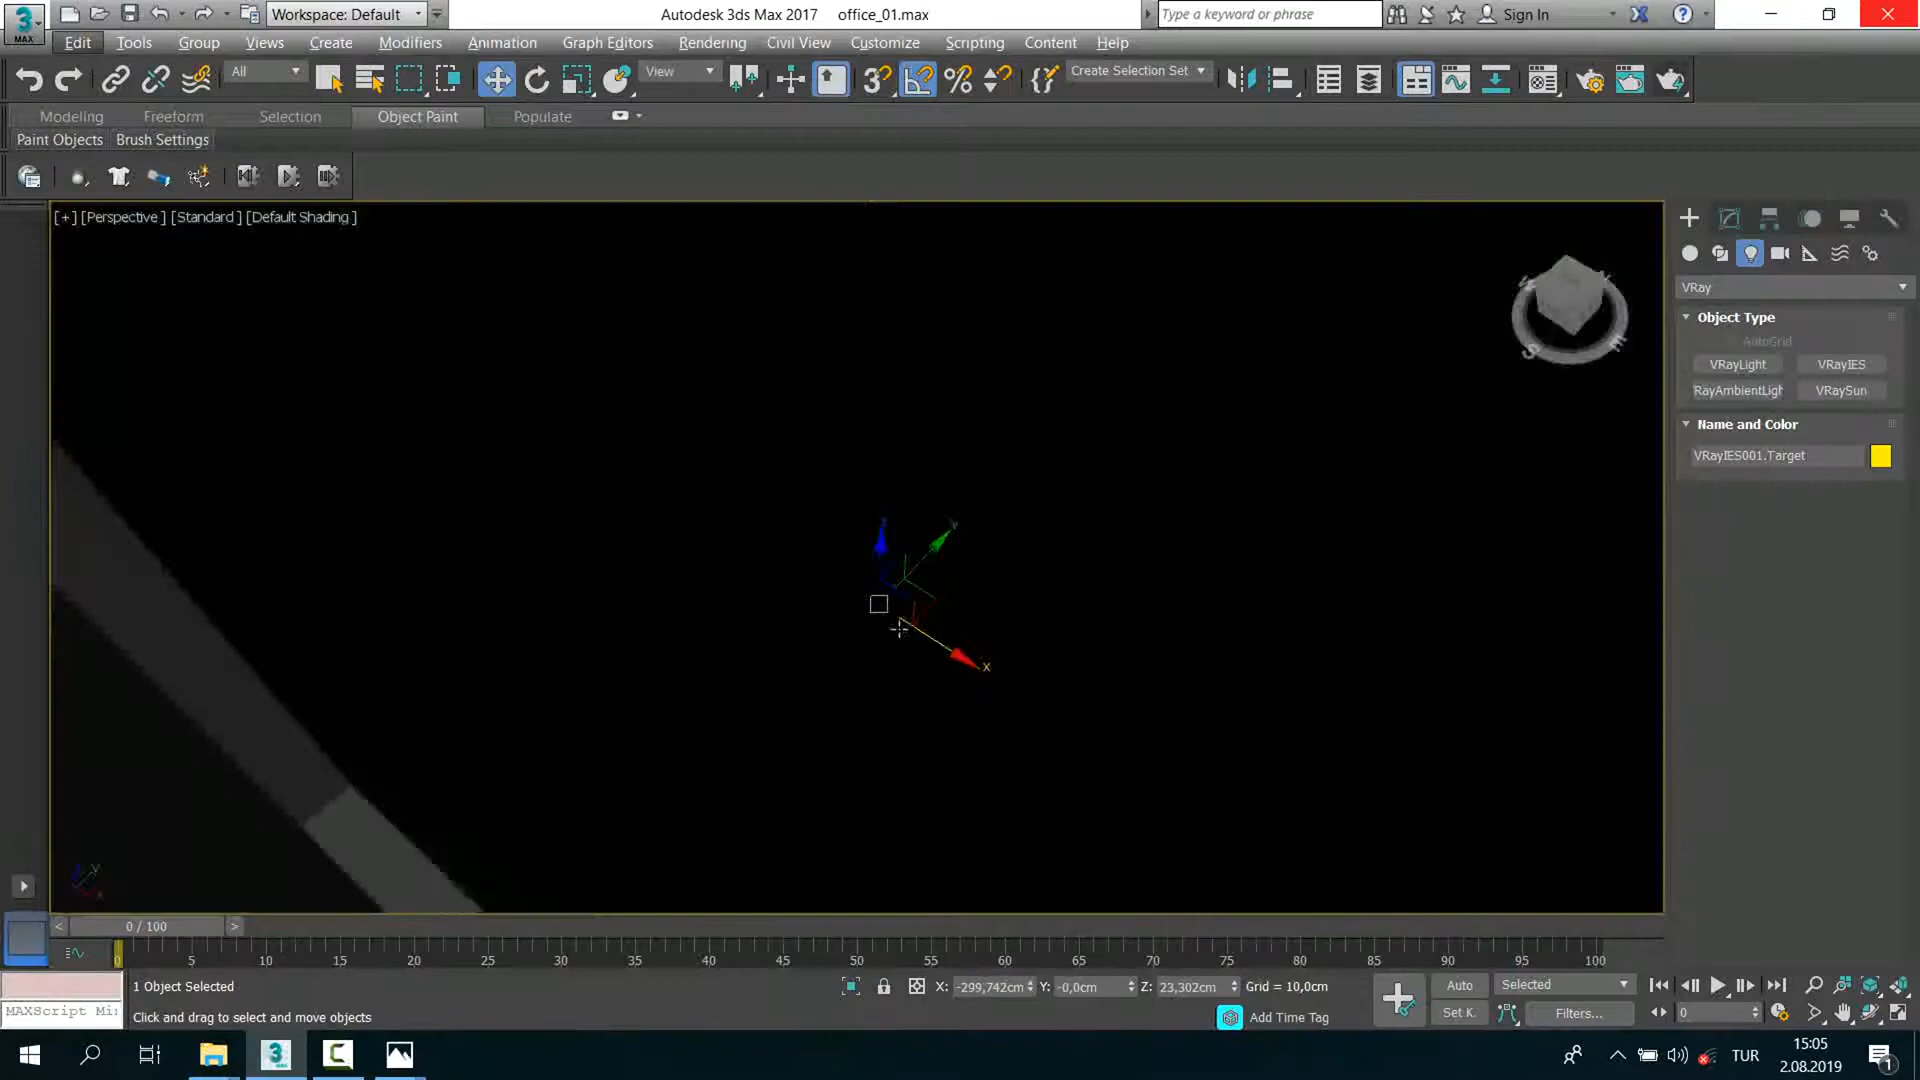 3
MAX
Workspace: Default
Autodesk 3ds Max 2017 office_01.max
Type a keyword or phrase
Sign In
Edit Tools Group Views Create Modifiers Animation Graph Editors Rendering Civil View Customize Scripting Content Help
All
View
Create Selection Set
Modeling Freeform Selection Object Paint Populate
Paint Objects Brush Settings
[+] [Perspective ] [Standard ] [Default Shading ]
VRay
Object Type
AutoGrid
VRayLight VRayIES
RayAmbientLigh VRaySun
Name and Color
VRayIES001.Target
z y
x
S E
< 0 / 100 >
0 5 10 15 20 25 30 35 40 45 50 55 60 65 70 75 80 85 90 95 100
1 Object Selected
X: -299,742cm Y: -0,0cm Z: 23,302cm Grid = 10,0cm
Auto Selected
MAXScript Mi
Click and drag to select and move objects
Add Time Tag
Set K. Filters...
0
TUR
15:05
2.08.2019
1